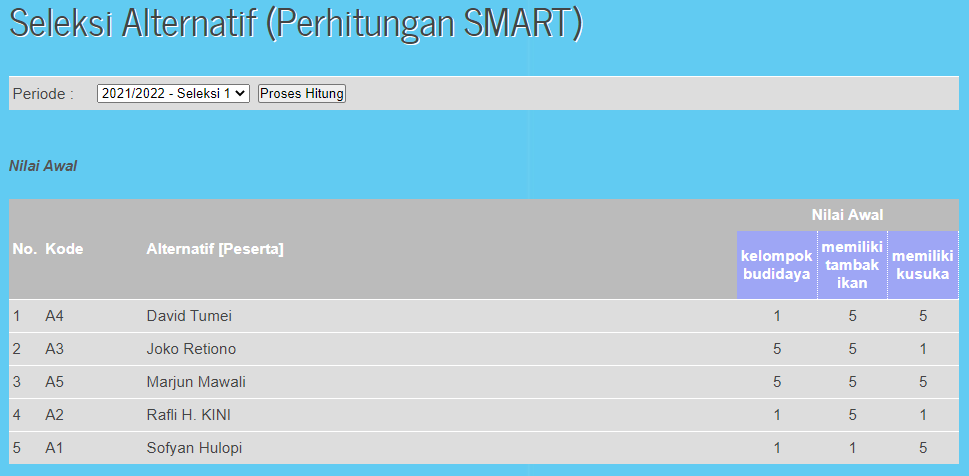 Seleksi Alternatif (Perhitungan SMART)
Periode : 2021/2022 - Seleksi 1 Proses Hitung
Nilai Awal
Nilai Awal
No. Kode Alternatif [Peserta]
kelompok budidaya
memiliki tambak ikan
memiliki kusuka
1 A4 David Tumei 1 5 5
2 A3 Joko Retiono 5 5 1
3 A5 Marjun Mawali 5 5 5
4 A2 Rafli H. KINI 1 5 1
5 A1 Sofyan Hulopi 1 1 5